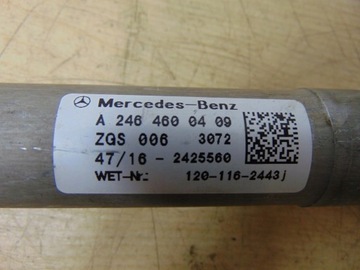 Mercedes-Benz
A 246 460 04 09
ZGS 006 3072
47/16 - 2425560
WET-Nr.: 120-116-2443j